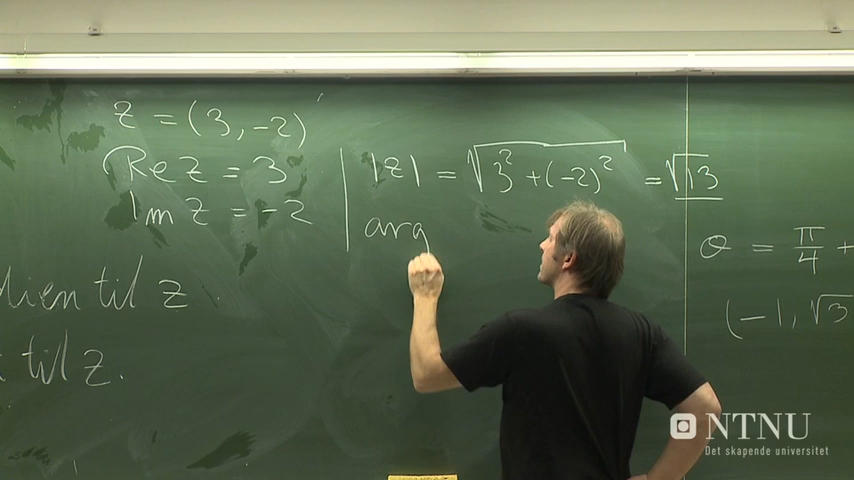 z = (3, -2)
Re z = 3
Im z = -2
|z| = √(3² + (-2)²) = √13
arg
til z
til z.
θ = π/4 +
(-1, √3
NTNU
Det skapende universitet